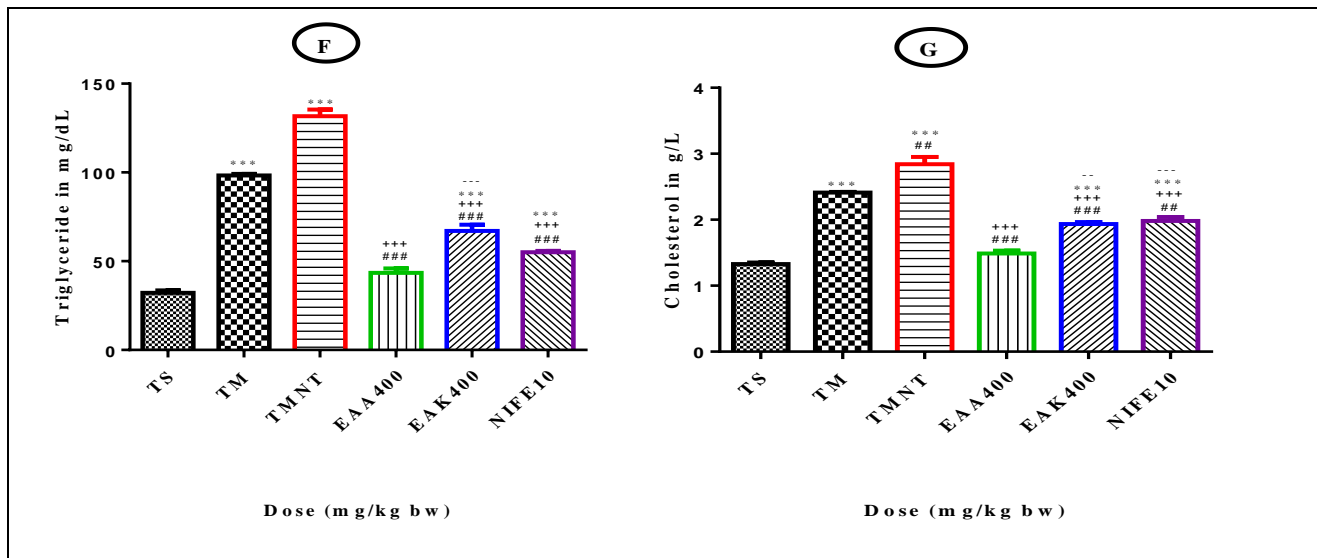 F
Triglyceride in mg/dL
150
100
50
0
***
***
+++
###
---
***
+++
###
***
+++
###
TS
TM
TMNT
EAA400
EAK400
NIFE10
Dose (mg/kg bw)
G
Cholesterol in g/L
4
3
2
1
0
***
***
##
+++
###
--
***
+++
###
---
***
+++
##
TS
TM
TMNT
EAA400
EAK400
NIFE10
Dose (mg/kg bw)